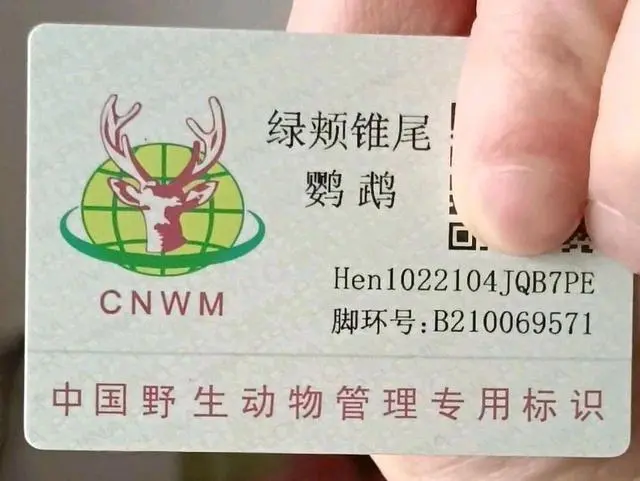 绿颊锥尾
鹦鹉
CNWM
Hen1022104JQB7PE
脚环号:B210069571
中国野生动物管理专用标识